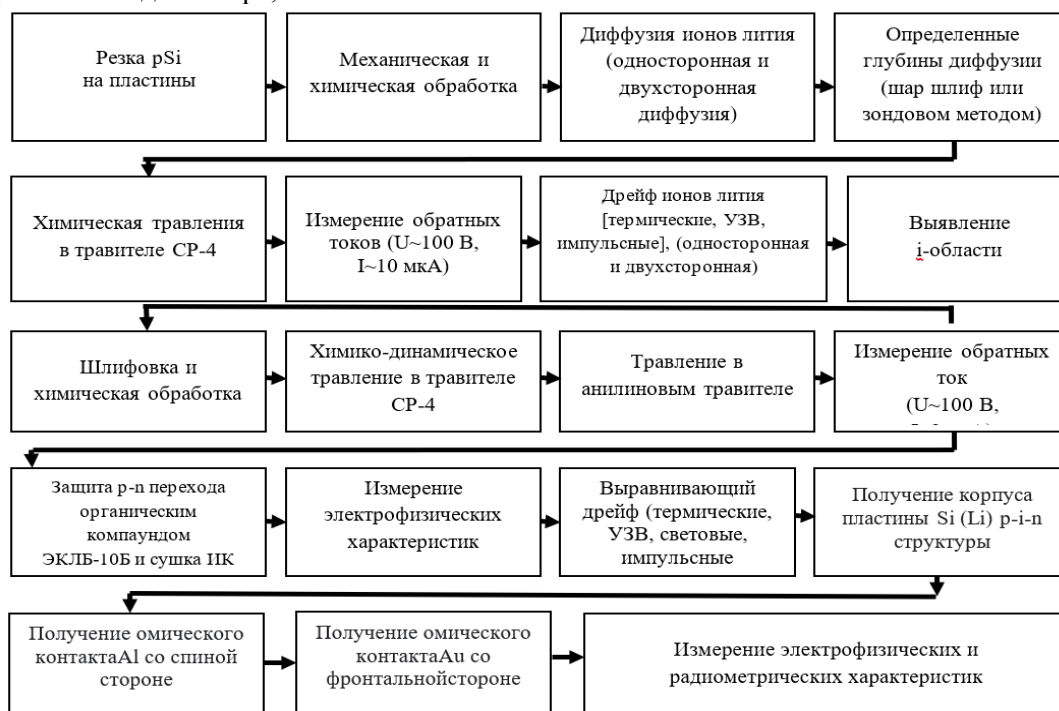 Резка pSi
на пластины
Механическая и
химическая обработка
Диффузия ионов лития
(односторонная и
двухсторонная
диффузия)
Определенные
глубины диффузии
(шар шлиф или
зондовом методом)
Химическая травления
в травителе СР-4
Измерение обратных
токов (U~100 В,
I~10 мкА)
Дрейф ионов лития
[термические, УЗВ,
импульсные], (односторонная
и двухсторонная)
Выявление
i-области
Шлифовка и
химическая обработка
Химико-динамическое
травление в травителе
СР-4
Травление в
анилиновым травителе
Измерение обратных
ток
(U~100 В,
Защита p-n перехода
органическим
компаундом
ЭКЛБ-10Б и сушка ИК
Измерение
электрофизических
характеристик
Выравнивающий
дрейф (термические,
УЗВ, световые,
импульсные
Получение корпуса
пластины Si (Li) p-i-n
структуры
Получение омического
контактаAl со спиной
стороне
Получение омического
контактаAu со
фронтальнойстороне
Измерение электрофизических и
радиометрических характеристик